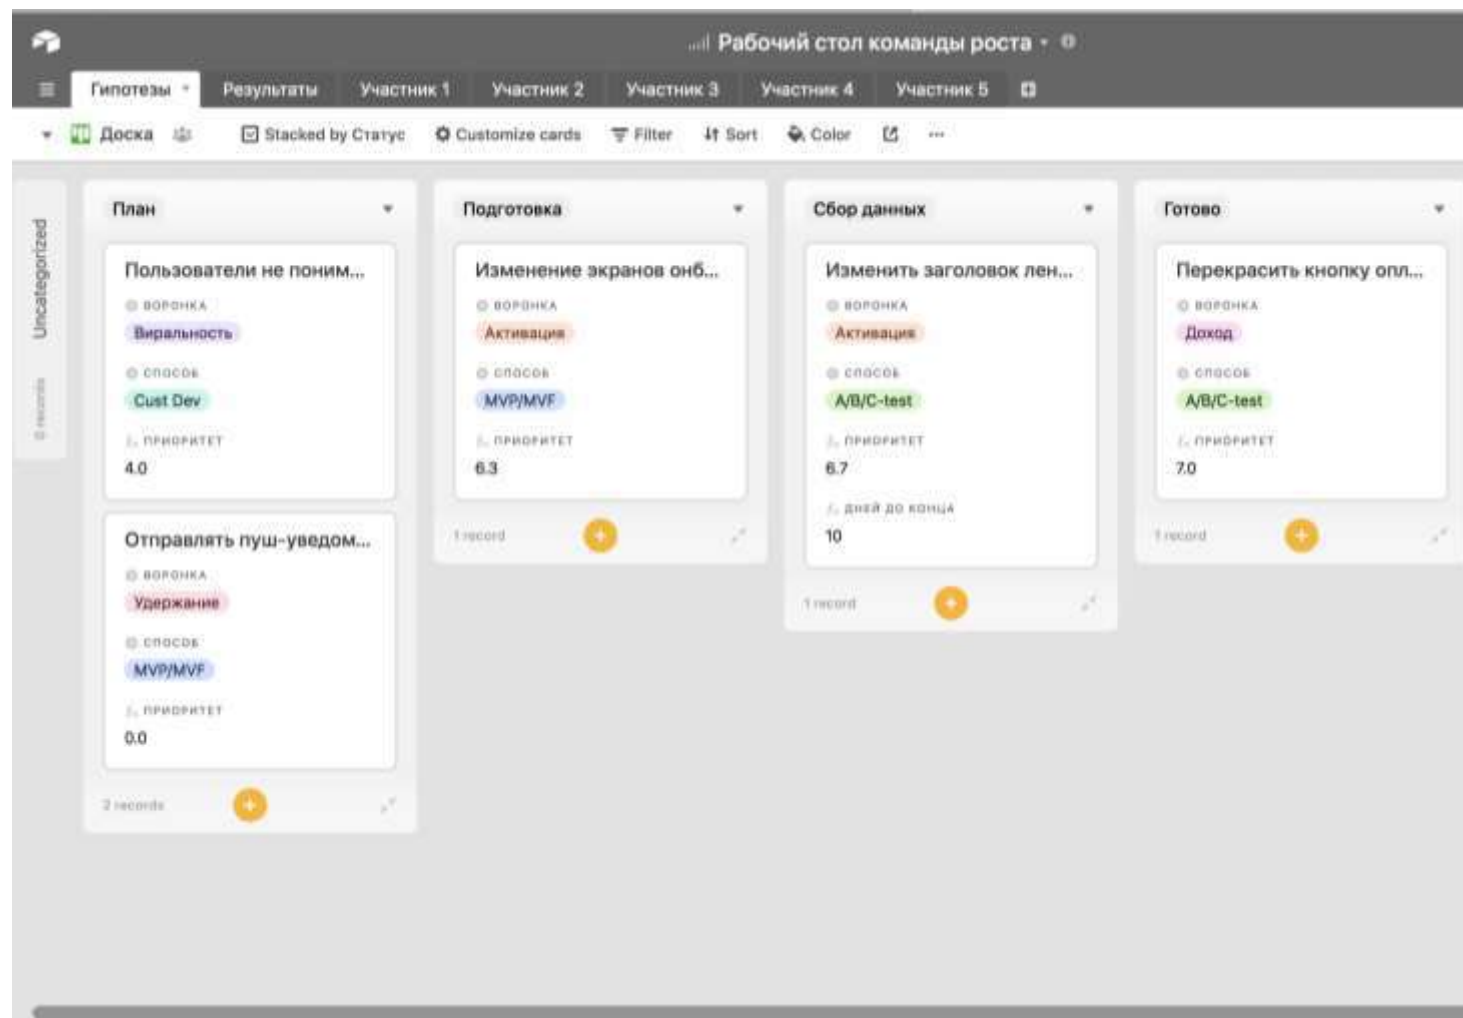 Рабочий стол команды роста
Гипотезы
Результаты
Участник 1
Участник 2
Участник 3
Участник 4
Участник 5
Доска
Stacked by Статус
Customize cards
Filter
Sort
Color
Uncategorized
0 records
План
Пользователи не поним...
ВОРОНКА
Виральность
СПОСОБ
Cust Dev
ПРИОРИТЕТ
4.0
Отправлять пуш-уведом...
ВОРОНКА
Удержание
СПОСОБ
MVP/MVF
ПРИОРИТЕТ
0.0
2 records
Подготовка
Изменение экранов онб...
ВОРОНКА
Активация
СПОСОБ
MVP/MVF
ПРИОРИТЕТ
6.3
1 record
Сбор данных
Изменить заголовок лен...
ВОРОНКА
Активация
СПОСОБ
A/B/C-test
ПРИОРИТЕТ
6.7
ДНЕЙ ДО КОНЦА
10
1 record
Готово
Перекрасить кнопку опл...
ВОРОНКА
Доход
СПОСОБ
A/B/C-test
ПРИОРИТЕТ
7.0
1 record